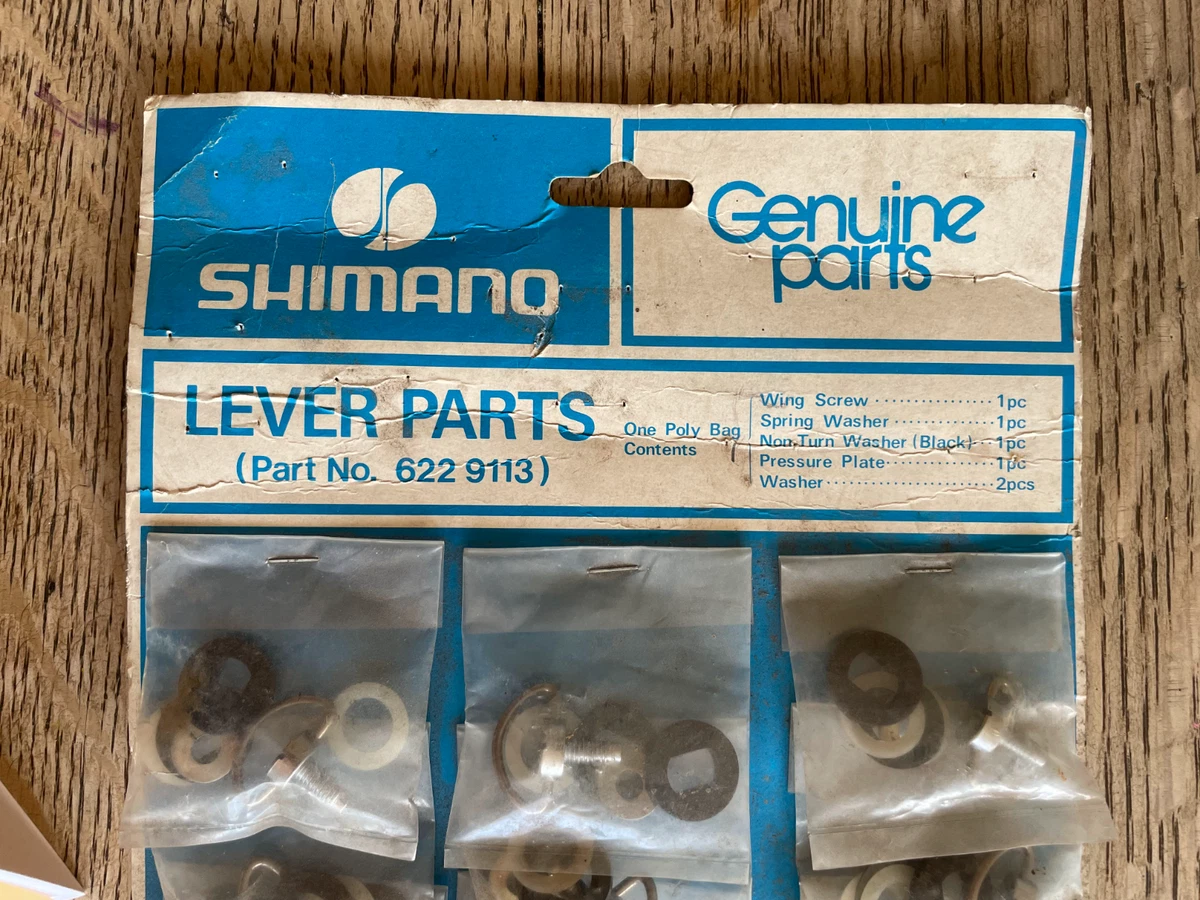 SHIMANO
Genuine
parts
LEVER PARTS
(Part No. 622 9113)
One Poly Bag
Contents
Wing Screw ················ 1pc
Spring Washer ·············· 1pc
Non-Turn Washer (Black)··· 1pc
Pressure Plate··············· 1pc
Washer······················· 2pcs